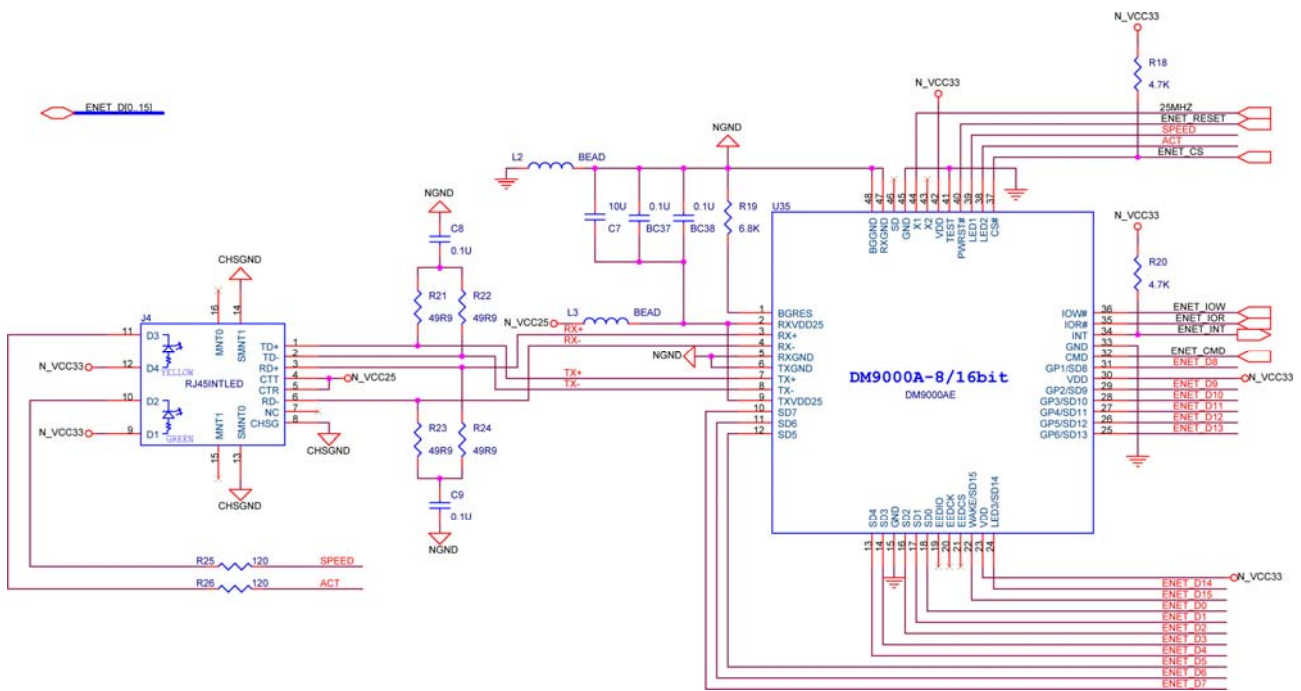 N_VCC33
R18
4.7K
ENET_D[0..15]
N_VCC33
25MHZ
ENET_RESET
SPEED
ACT
ENET_CS
NGND
L2 BEAD
10U 0.1U 0.1U
C7 BC37 BC38
R19
6.8K
U35
48 47 46 45 44 43 42 41 40 39 38 37
BGGND RXGND SD GND X1 X2 VDD TEST PWRST# LED1 LED2 CS#
NGND
C8
0.1U
N_VCC33
R20
4.7K
CHSGND
R21 R22
49R9 49R9
L3 BEAD
N_VCC25
RX+
RX-
NGND
TX+
TX-
J4
16 14
MNT0 SMNT1
11 D3
12 D4
10 D2
9 D1
N_VCC33
N_VCC33
YELLOW
GREEN
RJ45INTLED
TD+ 1
TD- 2
RD+ 3
CTT 4
CTR 5
RD- 6
NC 7
CHSG 8
N_VCC25
CHSGND
MNT1 SMNT0
15 13
CHSGND
R23 R24
49R9 49R9
C9
0.1U
NGND
1 BGRES
2 RXVDD25
3 RX+
4 RX-
5 RXGND
6 TXGND
7 TX+
8 TX-
9 TXVDD25
10 SD7
11 SD6
12 SD5
DM9000A-8/16bit
DM9000AE
IOW# 36 ENET_IOW
IOR# 35 ENET_IOR
INT 34 ENET_INT
GND 33
CMD 32 ENET_CMD
GP1/SD8 31 ENET_D8
VDD 30 N_VCC33
GP2/SD9 29 ENET_D9
GP3/SD10 28 ENET_D10
GP4/SD11 27 ENET_D11
GP5/SD12 26 ENET_D12
GP6/SD13 25 ENET_D13
SD4 SD3 GND SD2 SD1 SD0 EEDIO EEDCK EEDCS WAKE/SD15 VDD LED3/SD14
13 14 15 16 17 18 19 20 21 22 23 24
R25 120 SPEED
R26 120 ACT
N_VCC33
ENET_D14
ENET_D15
ENET_D0
ENET_D1
ENET_D2
ENET_D3
ENET_D4
ENET_D5
ENET_D6
ENET_D7